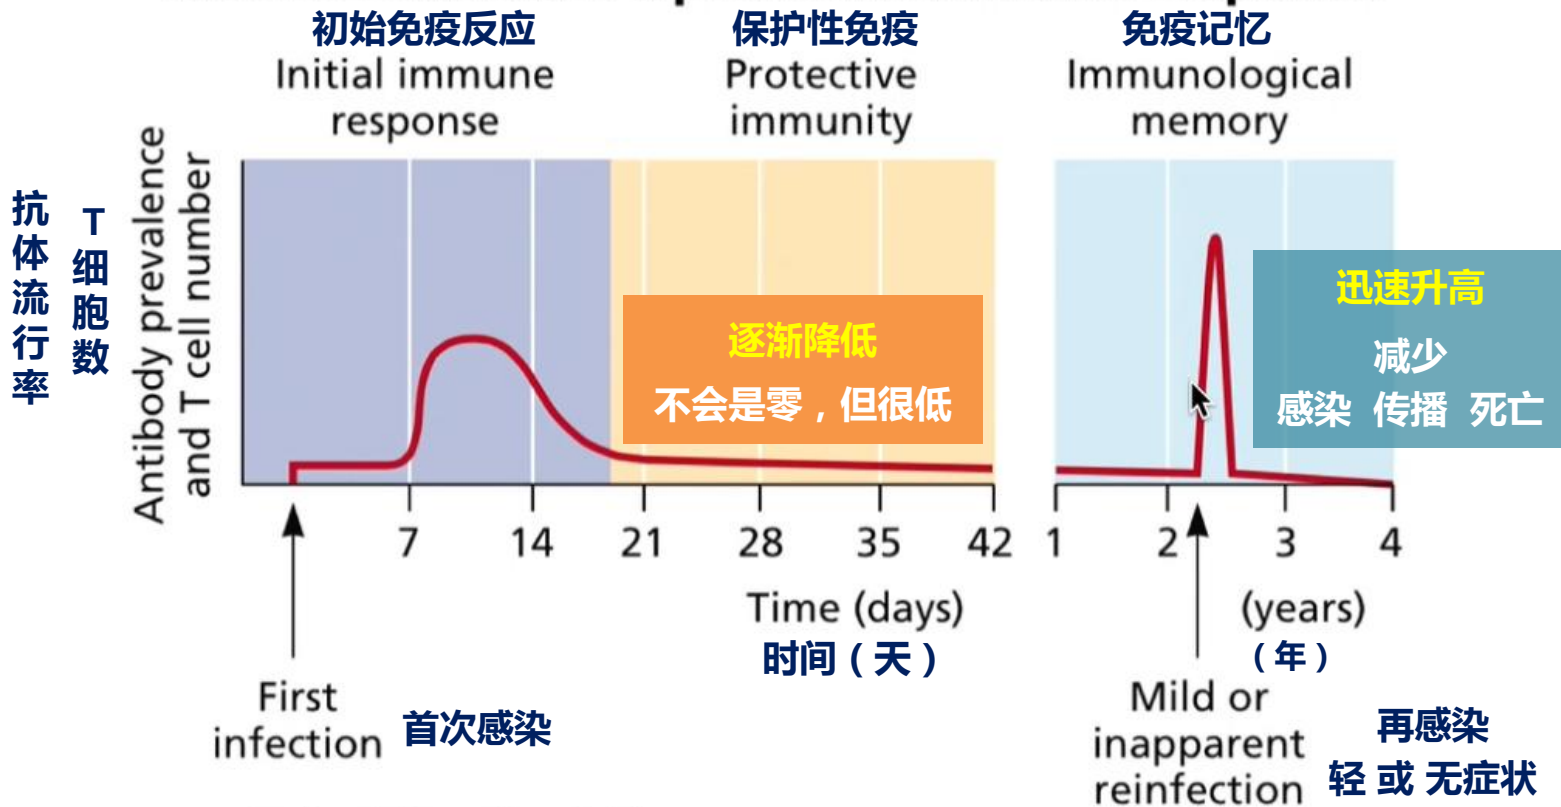 初始免疫反应
Initial immune
response
保护性免疫
Protective
immunity
免疫记忆
Immunological
memory
抗体流行率
T细胞数
Antibody prevalence
and T cell number
逐渐降低
不会是零，但很低
迅速升高
减少
感染 传播 死亡
7 14 21 28 35 42 1 2 3 4
Time (days)
时间（天）
(years)
（年）
First
infection
首次感染
Mild or
inapparent
reinfection
再感染
轻 或 无症状